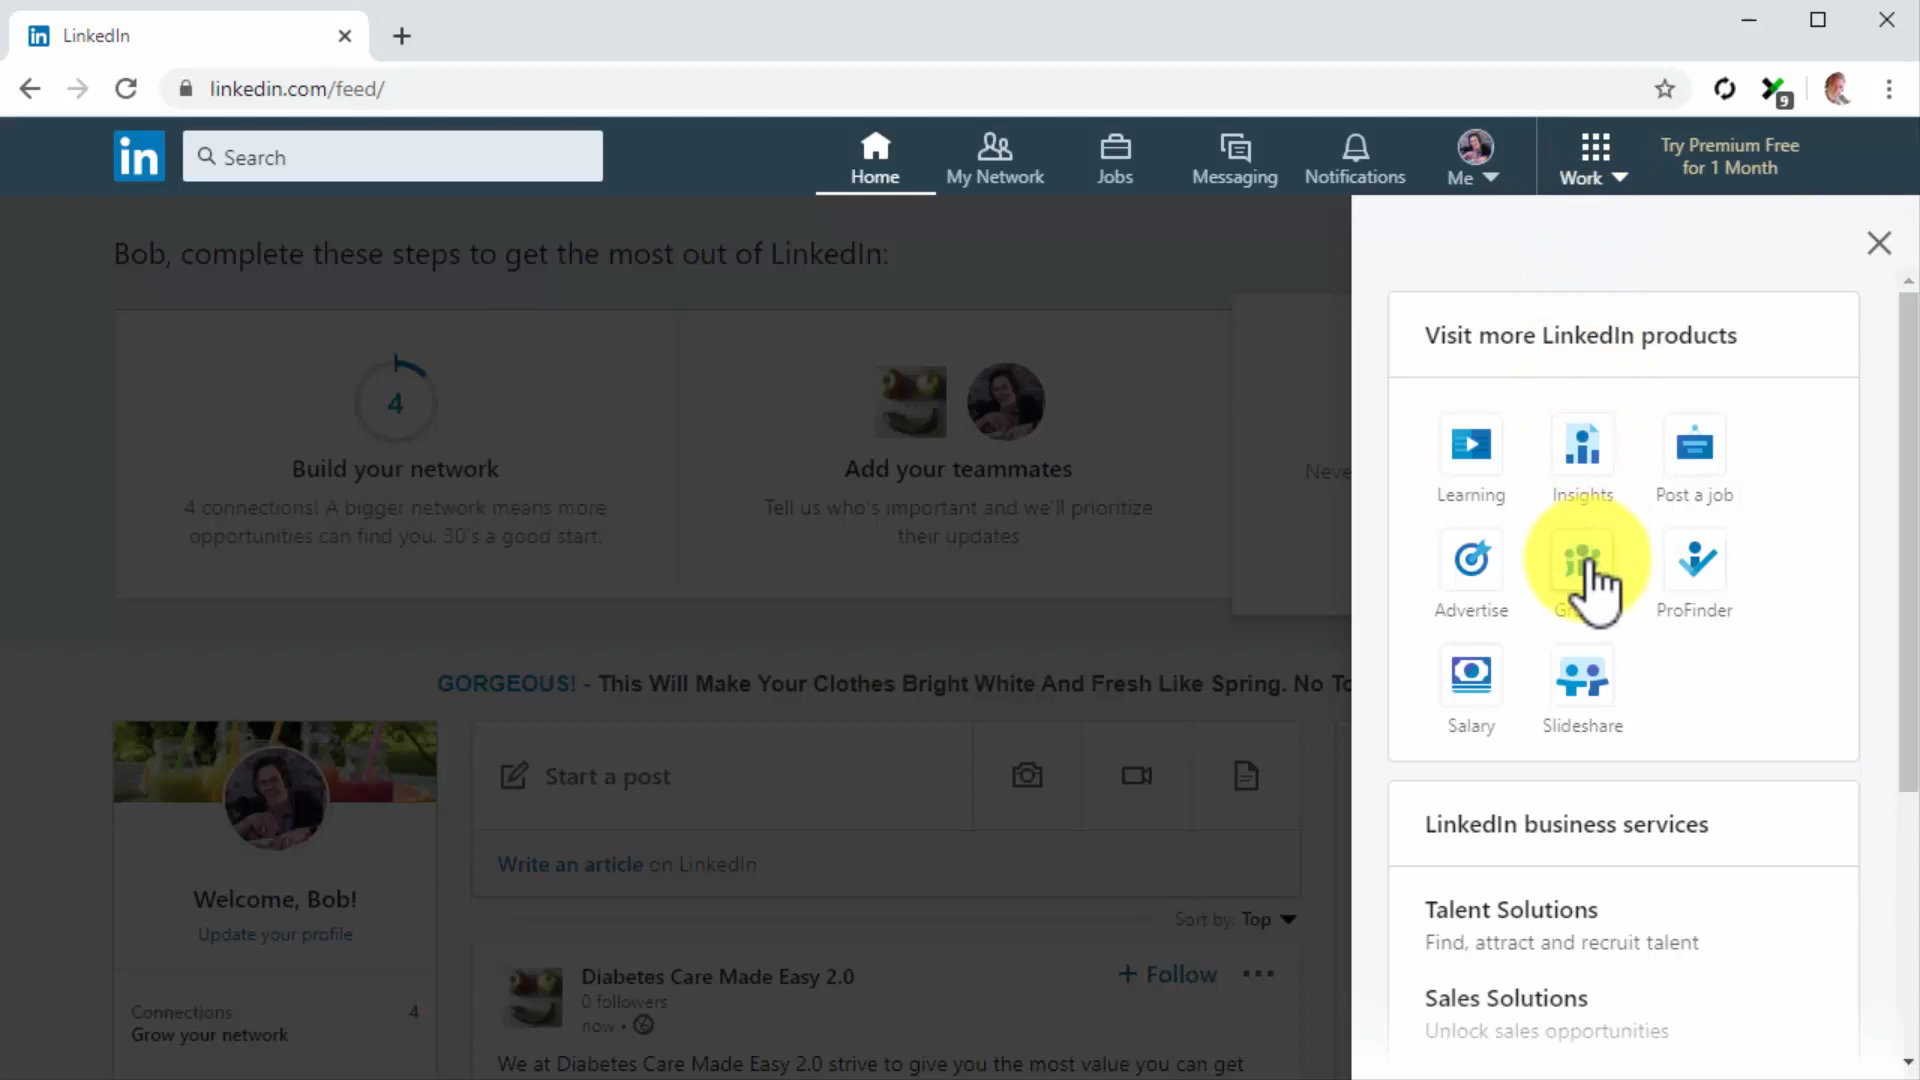 LinkedIn
linkedin.com/feed/
9
in
Search
Home
My Network
Jobs
Messaging
Notifications
Me
Work
Try Premium Free
for 1 Month
Bob, complete these steps to get the most out of LinkedIn:
4
Build your network
4 connections! A bigger network means more
opportunities can find you. 30's a good start.
Add your teammates
Tell us who's important and we'll prioritize
their updates
Neve
GORGEOUS! - This Will Make Your Clothes Bright White And Fresh Like Spring. No To
Start a post
Write an article on LinkedIn
Sort by: Top
Welcome, Bob!
Update your profile
Connections 4
Grow your network
Diabetes Care Made Easy 2.0
0 followers
now •
+ Follow
We at Diabetes Care Made Easy 2.0 strive to give you the most value you can get
Visit more LinkedIn products
Learning
Insights
Post a job
Advertise
ProFinder
Salary
Slideshare
LinkedIn business services
Talent Solutions
Find, attract and recruit talent
Sales Solutions
Unlock sales opportunities